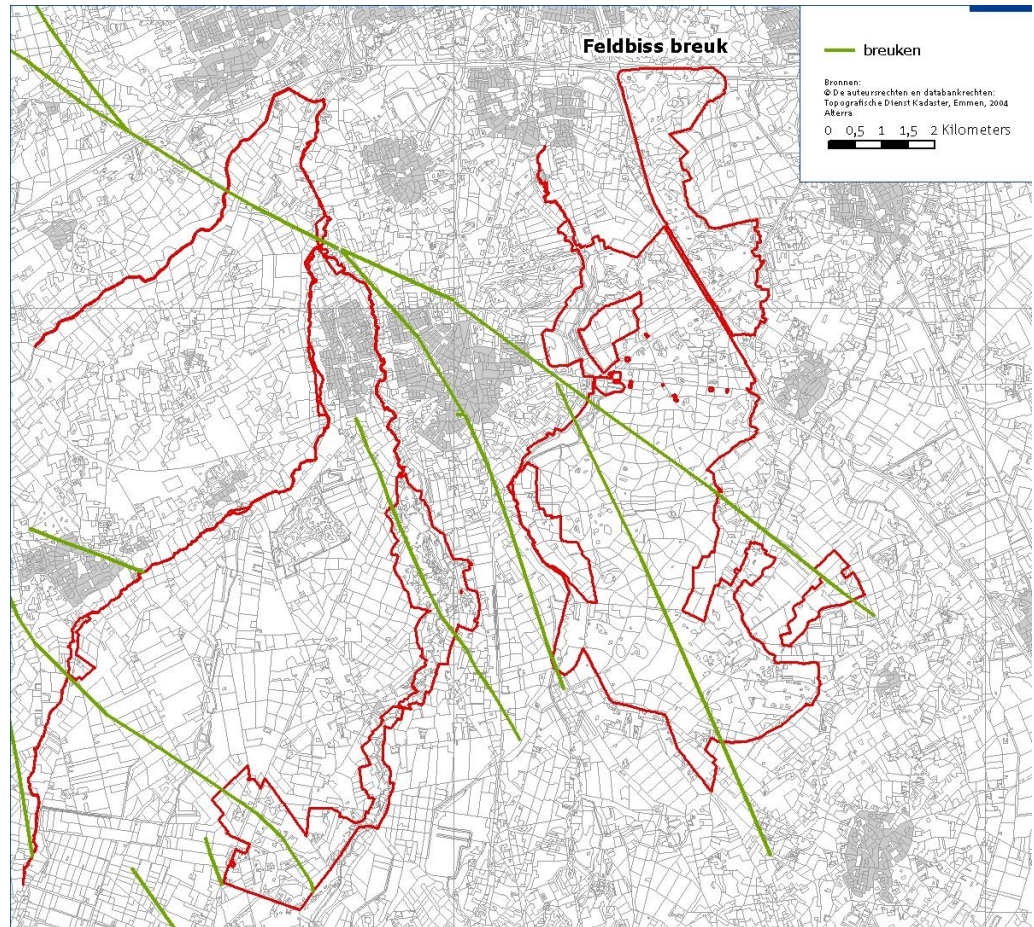 Feldbiss breuk
breuken
Bronnen:
© De auteursrechten en databankrechten:
Topografische Dienst Kadaster, Emmen, 2004
Alterra
0 0,5 1 1,5 2 Kilometers